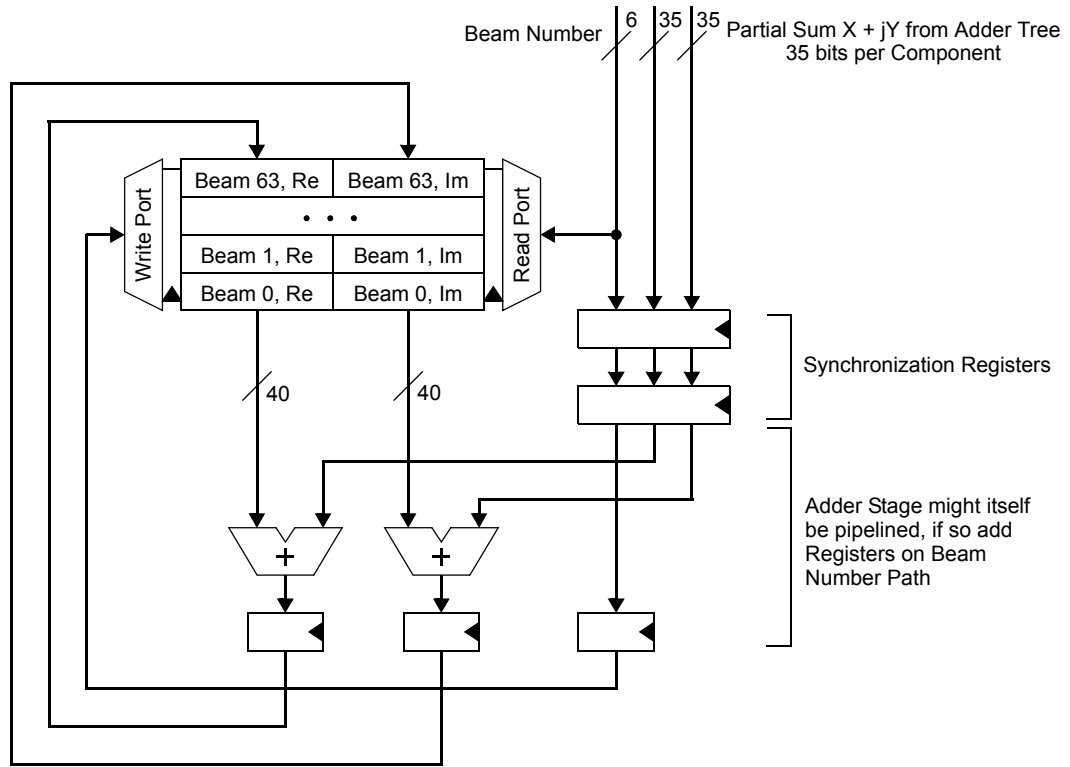 Beam Number
6
35
35
Partial Sum X + jY from Adder Tree
35 bits per Component
Write Port
Beam 63, Re
Beam 63, Im
Read Port
• • •
Beam 1, Re
Beam 1, Im
Beam 0, Re
Beam 0, Im
40
40
Synchronization Registers
Adder Stage might itself
be pipelined, if so add
Registers on Beam
Number Path
+
+